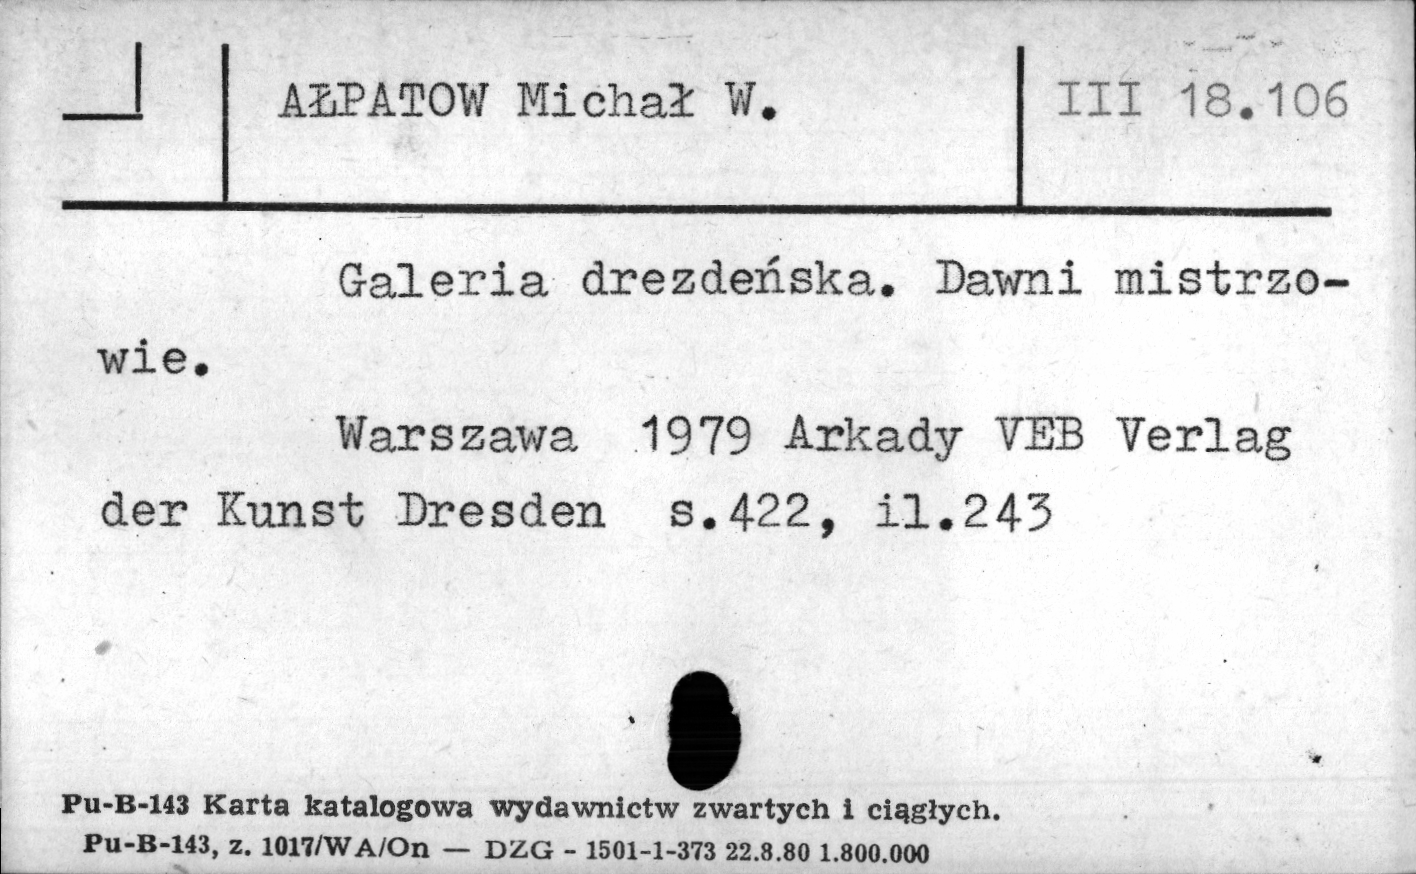 AŁPATOW Michał W.
III 18.106
Galeria drezdeńska. Dawni mistrzo-
wie.
Warszawa 1979 Arkady VEB Verlag
der Kunst Dresden s.422, il.243
Pu-B-143 Karta katalogowa wydawnictw zwartych i ciągłych.
Pu-B-143, z. 1017/WA/On — DZG - 1501-1-373 22.8.80 1.800.000